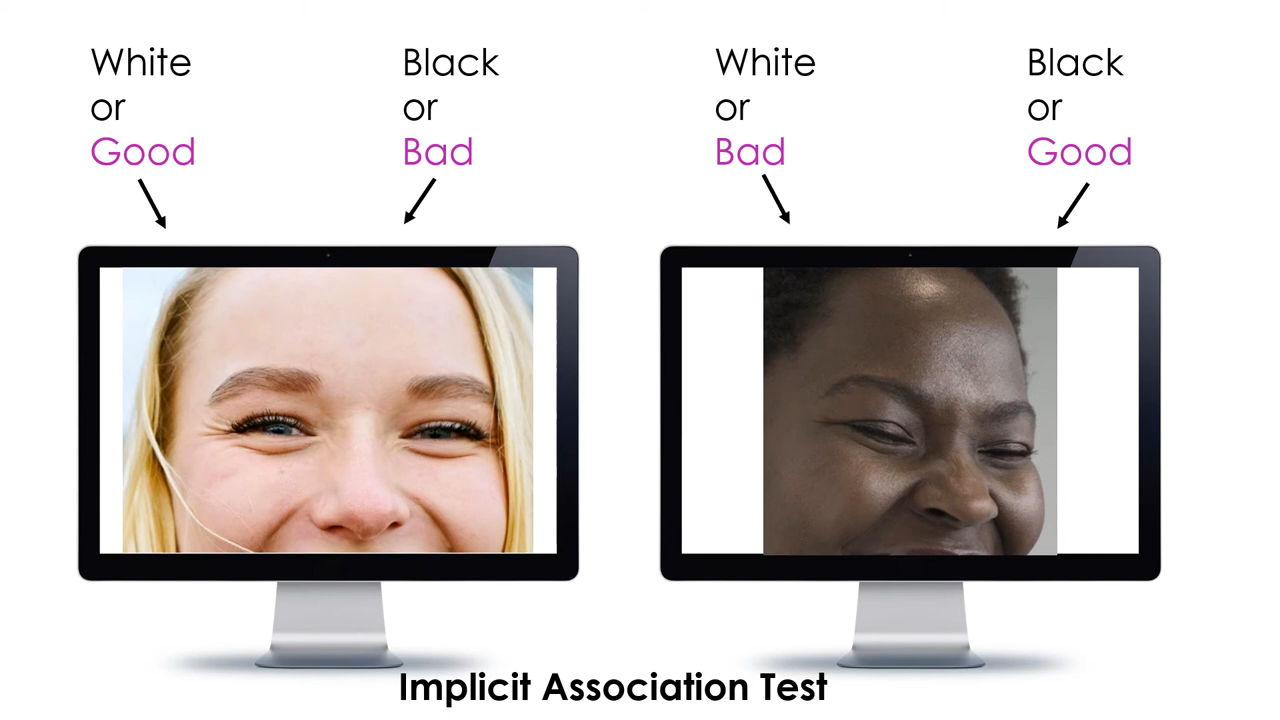 White
or
Good
Black
or
Bad
White
or
Bad
Black
or
Good
Implicit Association Test